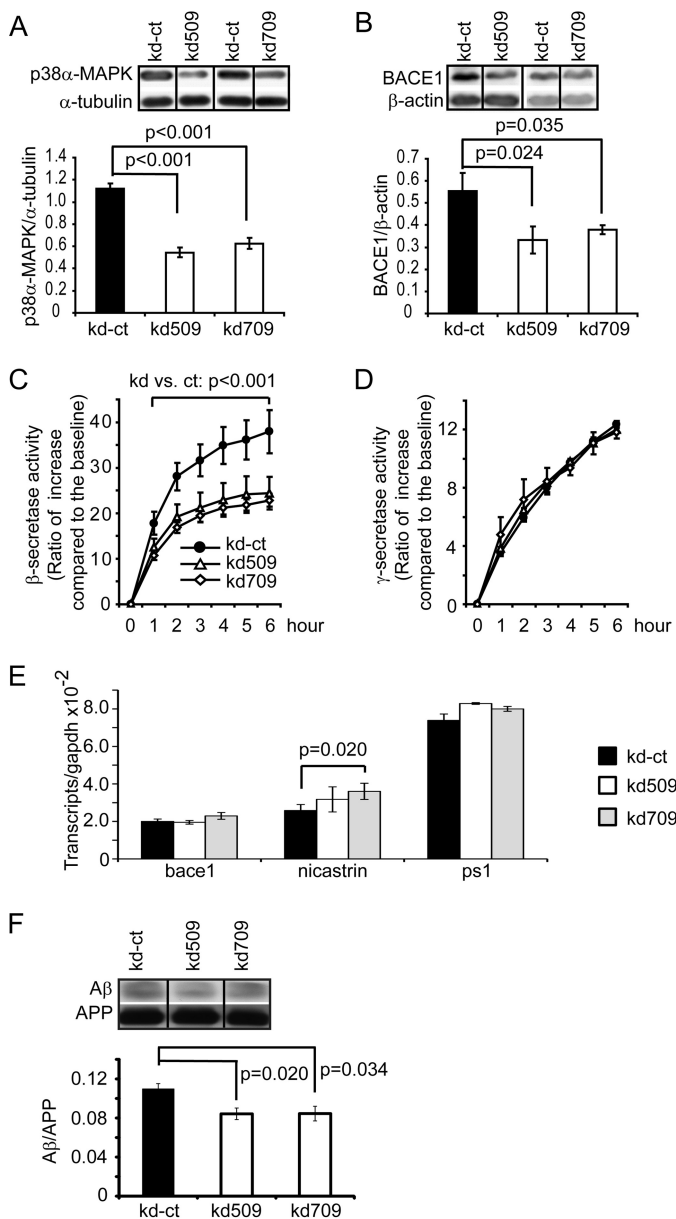 A
kd-ct
kd509
kd-ct
kd709
p38α-MAPK
α-tubulin
p<0.001
p<0.001
p38α-MAPK/α-tubulin
1.4
1.2
1.0
0.8
0.6
0.4
0.2
0
kd-ct kd509 kd709
B
kd-ct
kd509
kd-ct
kd709
BACE1
β-actin
p=0.035
p=0.024
BACE1/β-actin
0.7
0.6
0.5
0.4
0.3
0.2
0.1
0
kd-ct kd509 kd709
C
kd vs. ct: p<0.001
β-secretase activity
(Ratio of increase
compared to the baseline)
40
30
20
10
0
kd-ct
kd509
kd709
0 1 2 3 4 5 6 hour
D
γ-secretase activity
(Ratio of increase
compared to the baseline)
12
8
4
0
0 1 2 3 4 5 6 hour
E
Transcripts/gapdh x10-2
8.0
6.0
4.0
2.0
0
p=0.020
bace1 nicastrin ps1
kd-ct
kd509
kd709
F
kd-ct
kd509
kd709
Aβ
APP
p=0.020
p=0.034
Aβ/APP
0.12
0.08
0.04
0
kd-ct kd509 kd709